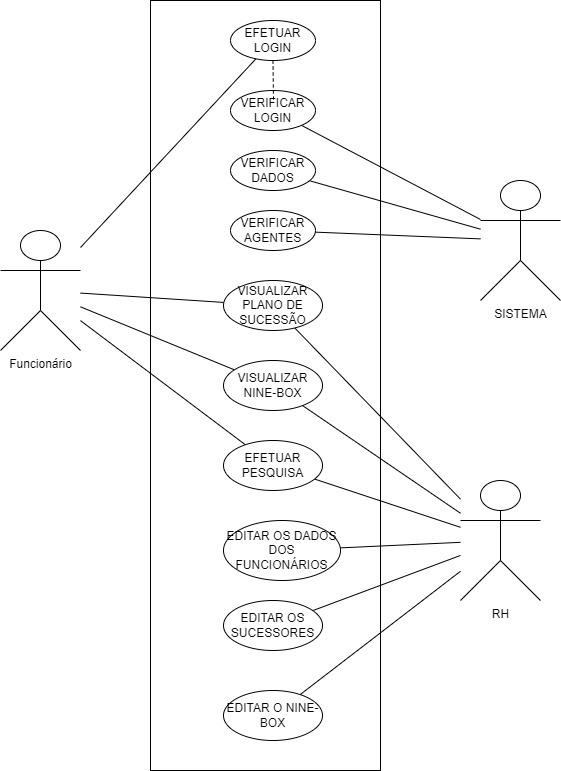 EFETUAR
LOGIN
VERIFICAR
LOGIN
VERIFICAR
DADOS
VERIFICAR
AGENTES
VISUALIZAR
PLANO DE
SUCESSÃO
SISTEMA
Funcionário
VISUALIZAR
NINE-BOX
EFETUAR
PESQUISA
EDITAR OS DADOS
DOS
FUNCIONÁRIOS
RH
EDITAR OS
SUCESSORES
EDITAR O NINE-
BOX